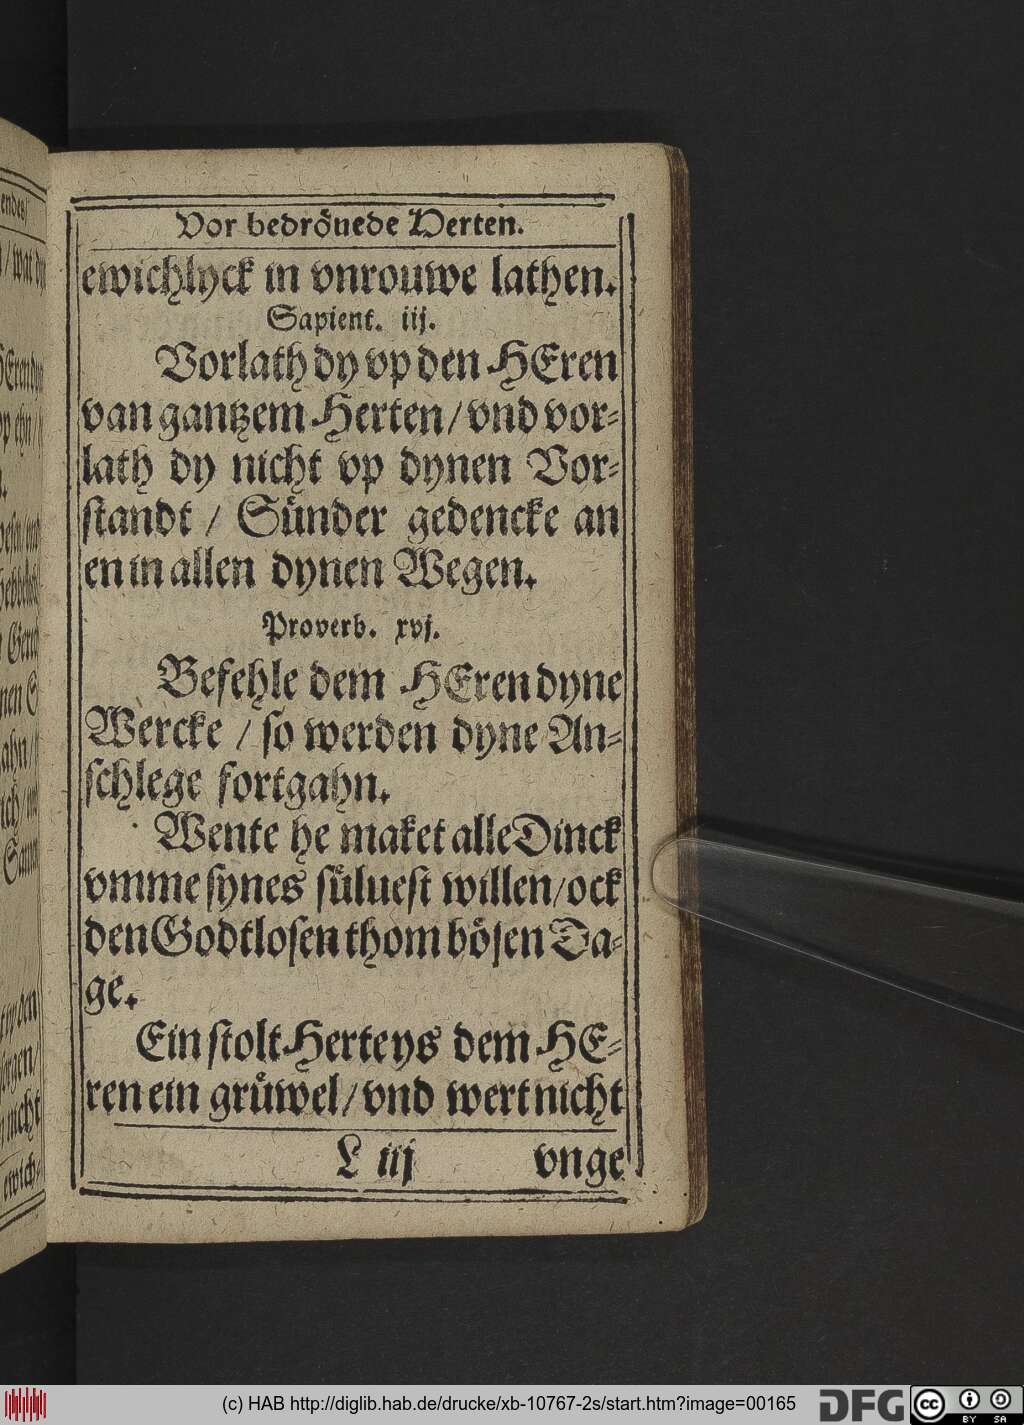 Vor bedröuede Herten.
ewichlyck in vnrouwe lathen.
Sapient. iij.
Vorlath dy vp den HEren
van gantzem Herten / vnd vor-
lath dy nicht vp dynen Vor-
standt / Sünder gedencke an
en in allen dynen Wegen.
Proverb. xvj.
Befehle dem HEren dyne
Wercke / so werden dyne An-
schlege fortgahn.
Wente he maket alle Dinck
vmme synes süluest willen / ock
den Godtlosen thom bösen Da-
ge.
Ein stolt Herte ys dem HE-
ren ein grüwel / vnd wert nicht
L iij vnge
(c) HAB http://diglib.hab.de/drucke/xb-10767-2s/start.htm?image=00165
DFG
cc
BY SA